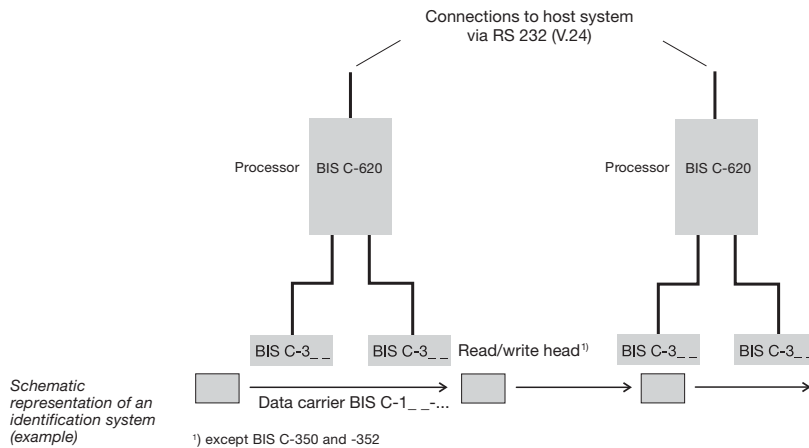 Connections to host system
via RS 232 (V.24)
Processor
BIS C-620
Processor
BIS C-620
BIS C-3_ _
BIS C-3_ _
Read/write head¹⁾
BIS C-3_ _
BIS C-3_ _
Data carrier BIS C-1_ _-...
Schematic
representation of an
identification system
(example)
¹⁾ except BIS C-350 and -352